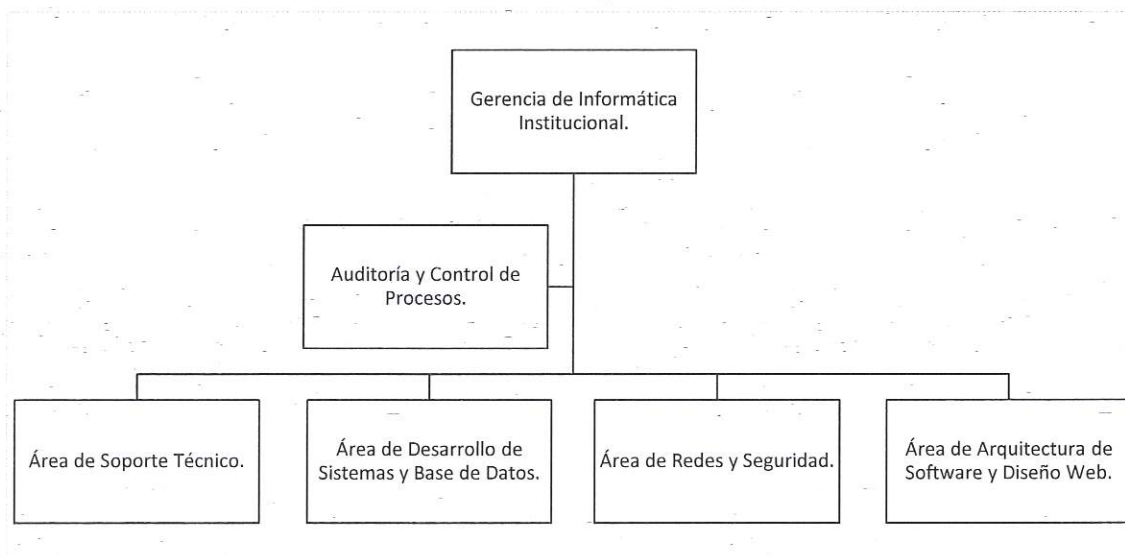 Gerencia de Informática
Institucional.
Auditoría y Control de
Procesos.
Área de Soporte Técnico.
Área de Desarrollo de
Sistemas y Base de Datos.
Área de Redes y Seguridad.
Área de Arquitectura de
Software y Diseño Web.